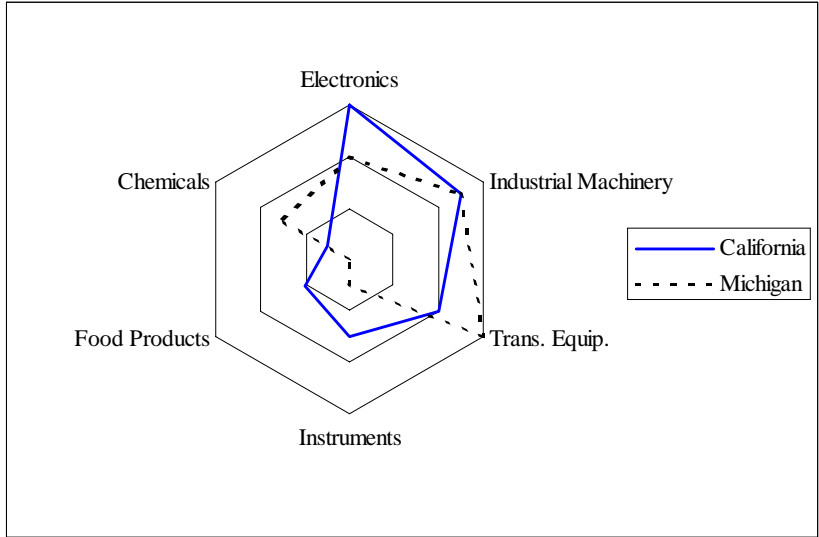 Electronics
Chemicals
Industrial Machinery
California
Michigan
Food Products
Trans. Equip.
Instruments